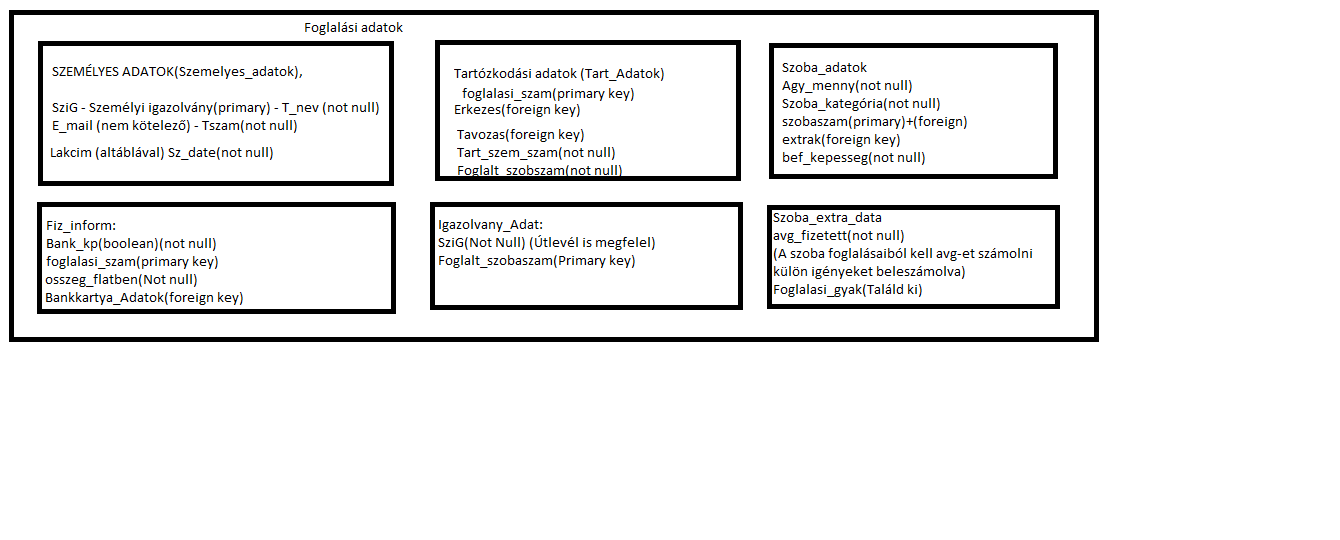 Foglalási adatok
SZEMÉLYES ADATOK(Szemelyes_adatok),
SziG - Személyi igazolvány(primary) - T_nev (not null)
E_mail (nem kötelező) - Tszam(not null)
Lakcim (altáblával) Sz_date(not null)
Tartózkodási adatok (Tart_Adatok)
foglalasi_szam(primary key)
Erkezes(foreign key)
Tavozas(foreign key)
Tart_szem_szam(not null)
Foglalt_szobszam(not null)
Szoba_adatok
Agy_menny(not null)
Szoba_kategória(not null)
szobaszam(primary)+(foreign)
extrak(foreign key)
bef_kepesseg(not null)
Fiz_inform:
Bank_kp(boolean)(not null)
foglalasi_szam(primary key)
osszeg_flatben(Not null)
Bankkartya_Adatok(foreign key)
Igazolvany_Adat:
SziG(Not Null) (Útlevél is megfelel)
Foglalt_szobaszam(Primary key)
Szoba_extra_data
avg_fizetett(not null)
(A szoba foglalásaiból kell avg-et számolni
külön igényeket beleszámolva)
Foglalasi_gyak(Találd ki)